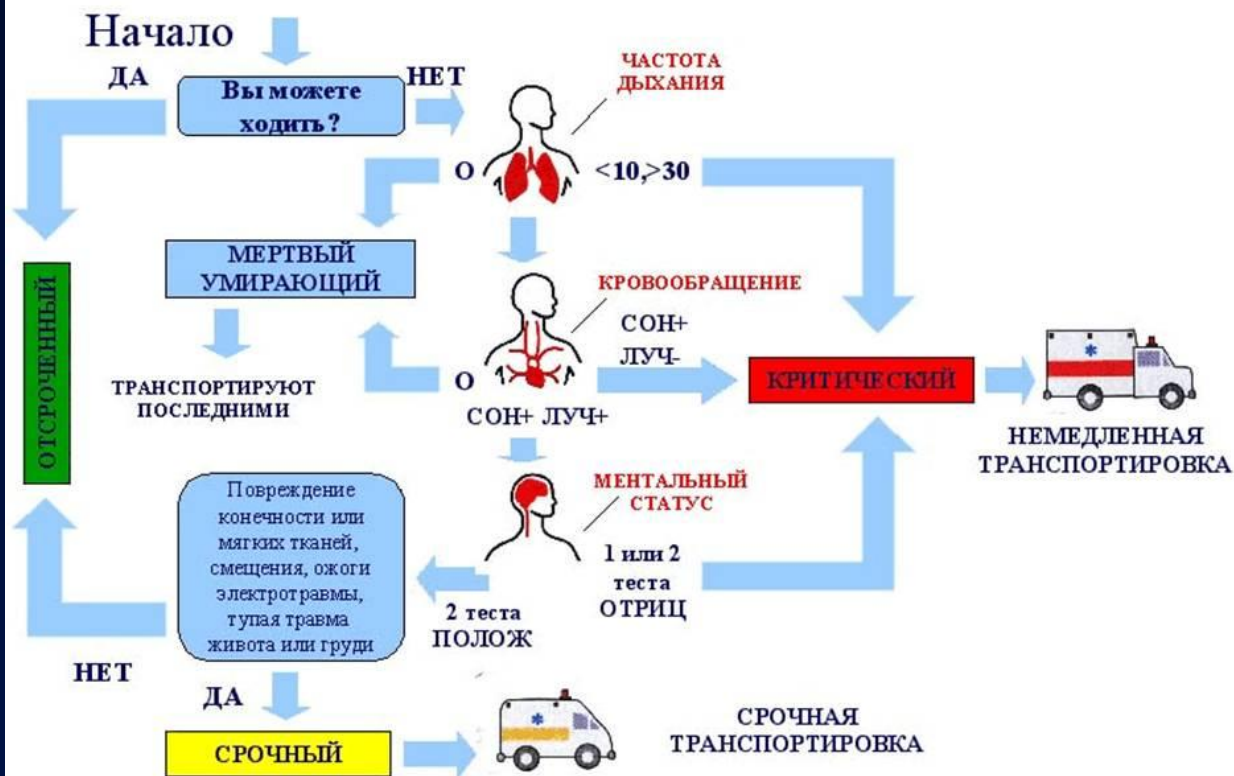 Начало
ДА
НЕТ
Вы можете
ходить?
ЧАСТОТА
ДЫХАНИЯ
О
<10,>30
МЕРТВЫЙ
УМИРАЮЩИЙ
ТРАНСПОРТИРУЮТ
ПОСЛЕДНИМИ
КРОВООБРАЩЕНИЕ
СОН+
ЛУЧ-
О
СОН+ ЛУЧ+
КРИТИЧЕСКИЙ
НЕМЕДЛЕННАЯ
ТРАНСПОРТИРОВКА
ОТСРОЧЕННЫЙ
МЕНТАЛЬНЫЙ
СТАТУС
1 или 2
теста
ОТРИЦ
2 теста
ПОЛОЖ
Повреждение
конечности или
мягких тканей,
смещения, ожоги
электротравмы,
тупая травма
живота или груди
НЕТ
ДА
СРОЧНЫЙ
СРОЧНАЯ
ТРАНСПОРТИРОВКА